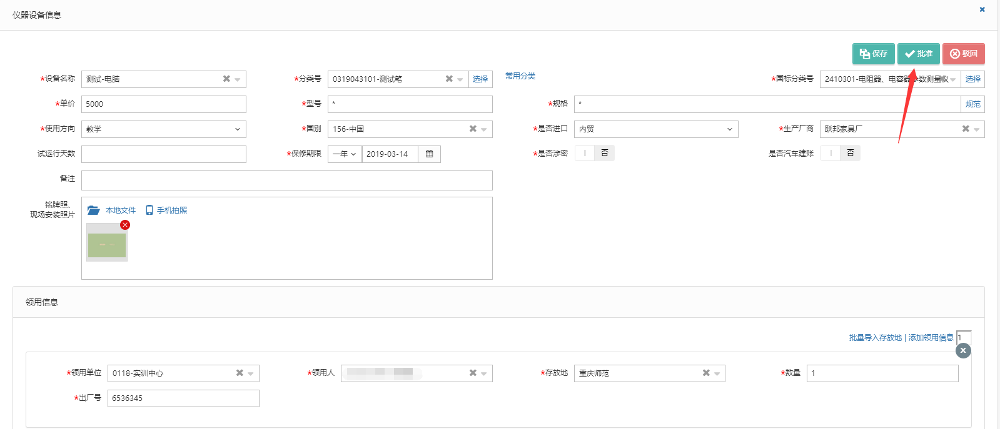 仪器设备信息
保存 批准 驳回
*设备名称 测试-电脑 *分类号 0319043101-测试笔 选择 常用分类 *国标分类号 2410301-电阻器、电容器参数测量仪 选择
*单价 5000 *型号 * *规格 * 规范
*使用方向 教学 *国别 156-中国 *是否进口 内贸 *生产厂商 联邦家具厂
试运行天数 *保修期限 一年 2019-03-14 *是否涉密 否 是否汽车建账 否
备注
铭牌照、
现场安装照片
本地文件 手机拍照
领用信息
批量导入存放地 | 添加领用信息 1
*领用单位 0118-实训中心 *领用人 *存放地 重庆师范 *数量 1
*出厂号 6536345